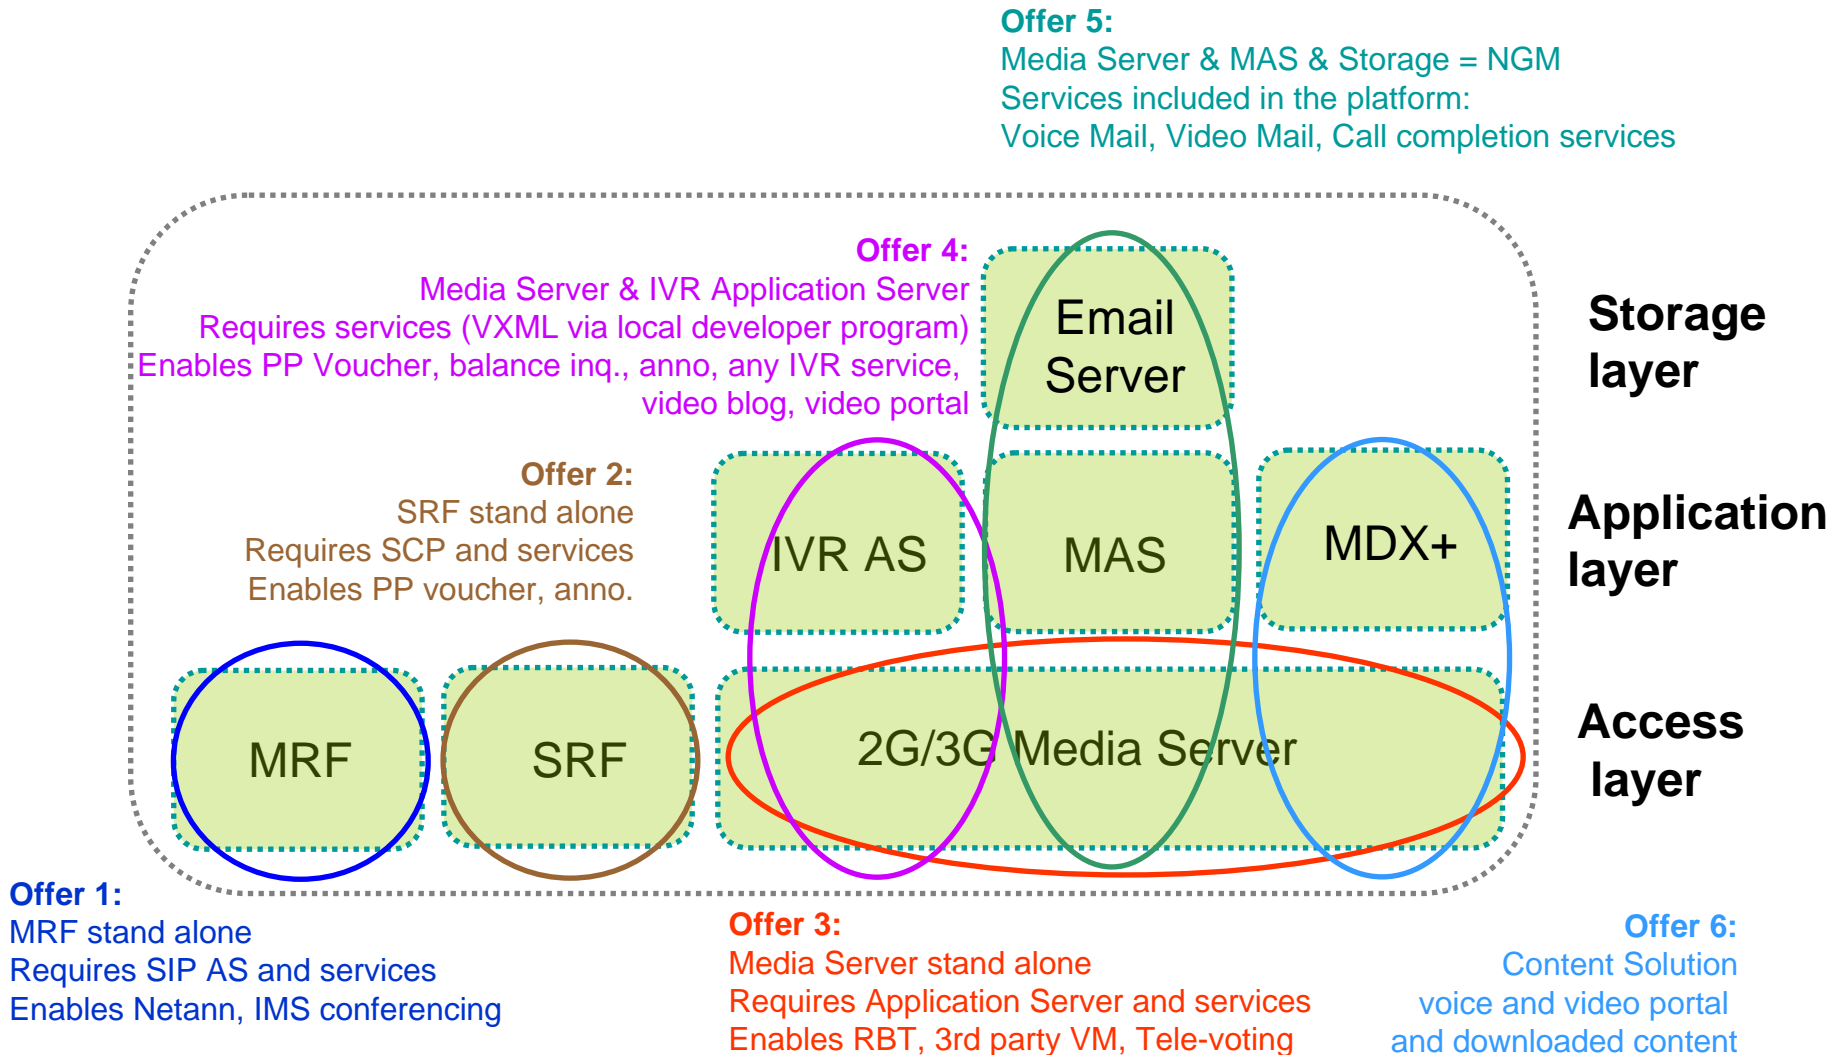 Offer 5:
Media Server & MAS & Storage = NGM
Services included in the platform:
Voice Mail, Video Mail, Call completion services
Offer 4:
Media Server & IVR Application Server
Requires services (VXML via local developer program)
Enables PP Voucher, balance inq., anno, any IVR service,
video blog, video portal
Email
Server
Storage
layer
Offer 2:
SRF stand alone
Requires SCP and services
Enables PP voucher, anno.
IVR AS
MAS
MDX+
Application
layer
MRF
SRF
2G/3G Media Server
Access
layer
Offer 1:
MRF stand alone
Requires SIP AS and services
Enables Netann, IMS conferencing
Offer 3:
Media Server stand alone
Requires Application Server and services
Enables RBT, 3rd party VM, Tele-voting
Offer 6:
Content Solution
voice and video portal
and downloaded content